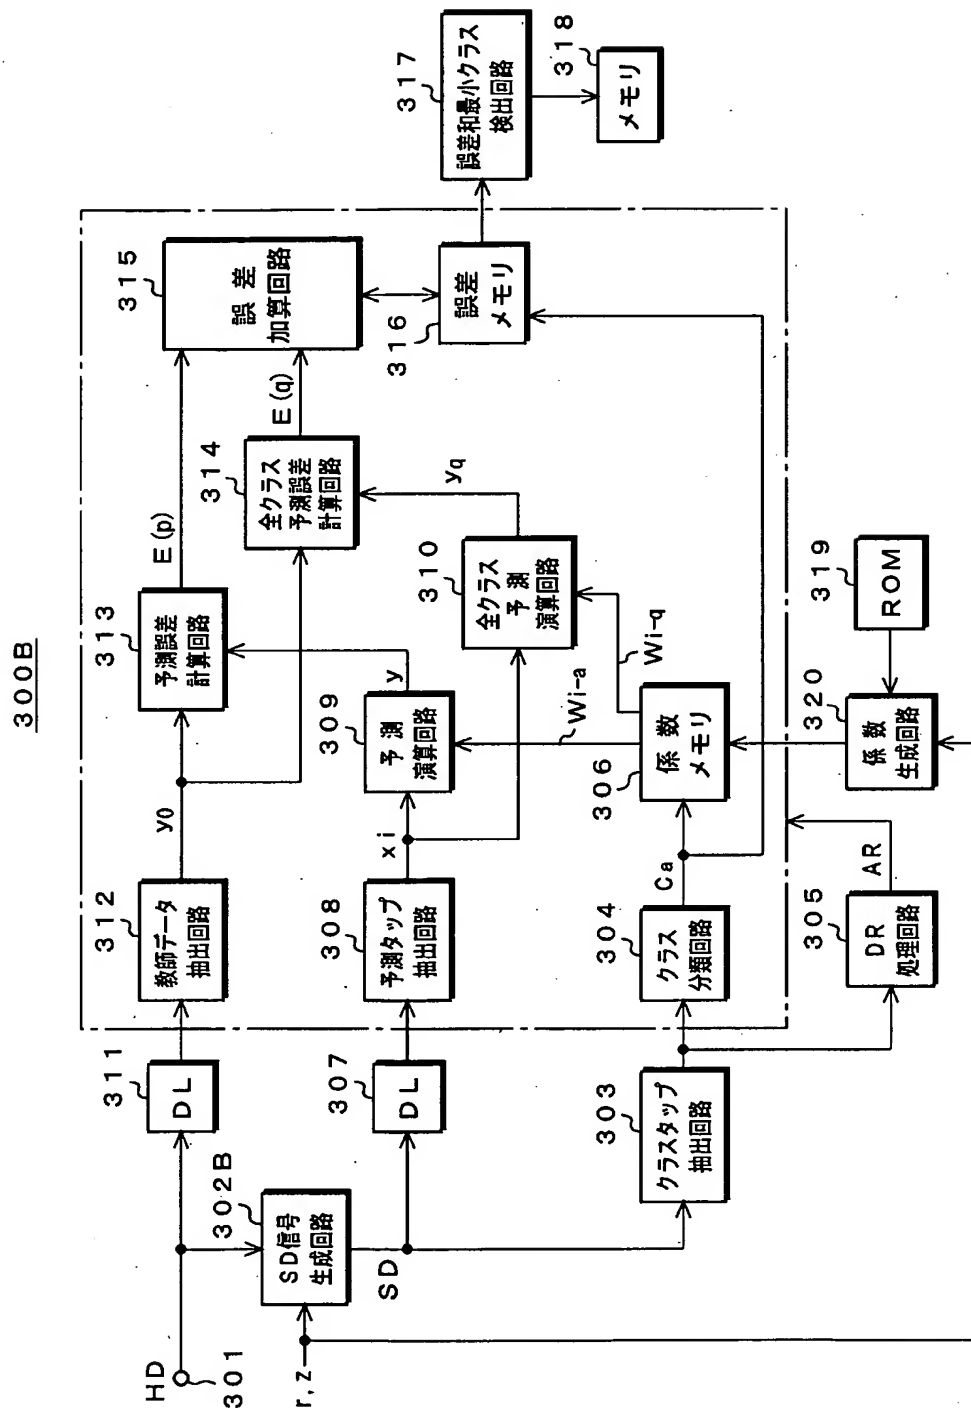 300B
HD
301
r,z
302B
SD信号
生成回路
SD
311
DL
307
DL
303
クラスタップ
抽出回路
312
教師データ
抽出回路
y0
308
予測タップ
抽出回路
xi
304
クラス
分類回路
Ca
305
DR
処理回路
AR
313
予測誤差
計算回路
E(p)
309
予測
演算回路
y
Wi-a
306
係数
メモリ
Wi-q
320
係数
生成回路
319
ROM
310
全クラス
予測
演算回路
yq
314
全クラス
予測誤差
計算回路
E(q)
315
誤差
加算回路
316
誤差
メモリ
317
誤差和最小クラス
検出回路
318
メモリ